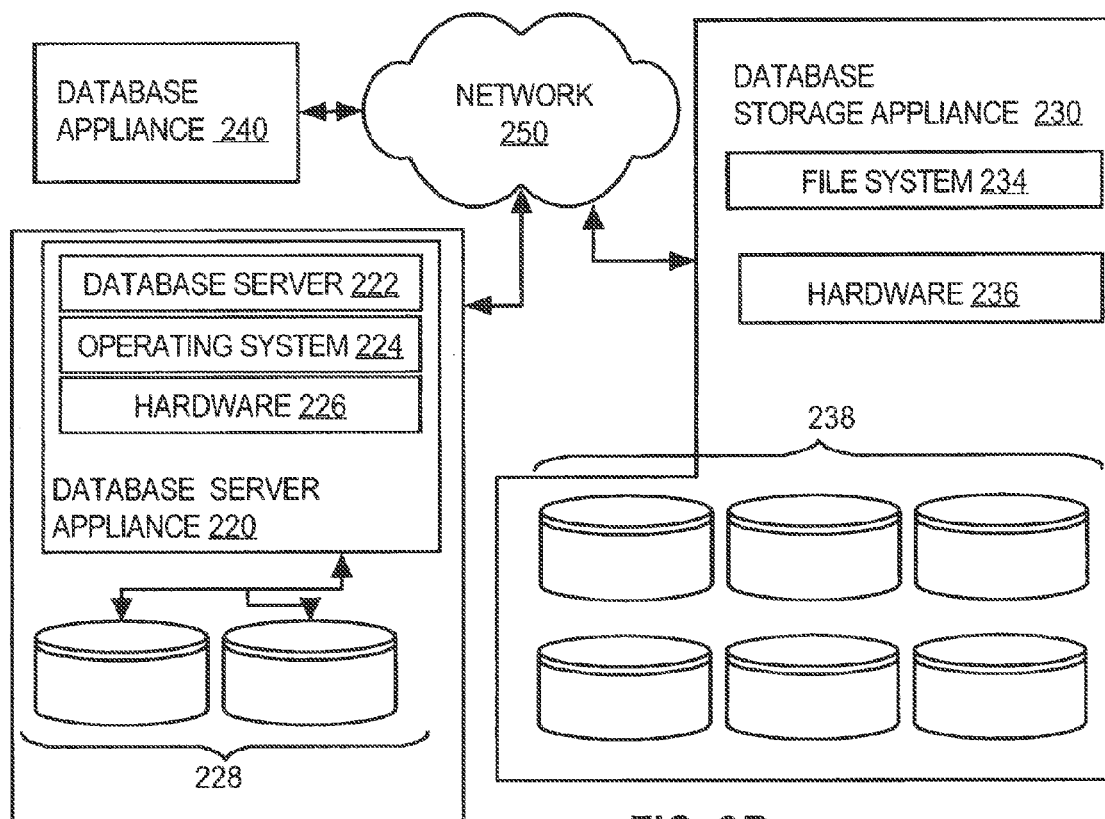 DATABASE
APPLIANCE 240
NETWORK
250
DATABASE
STORAGE APPLIANCE 230
FILE SYSTEM 234
HARDWARE 236
DATABASE SERVER 222
OPERATING SYSTEM 224
HARDWARE 226
DATABASE SERVER
APPLIANCE 220
228
238